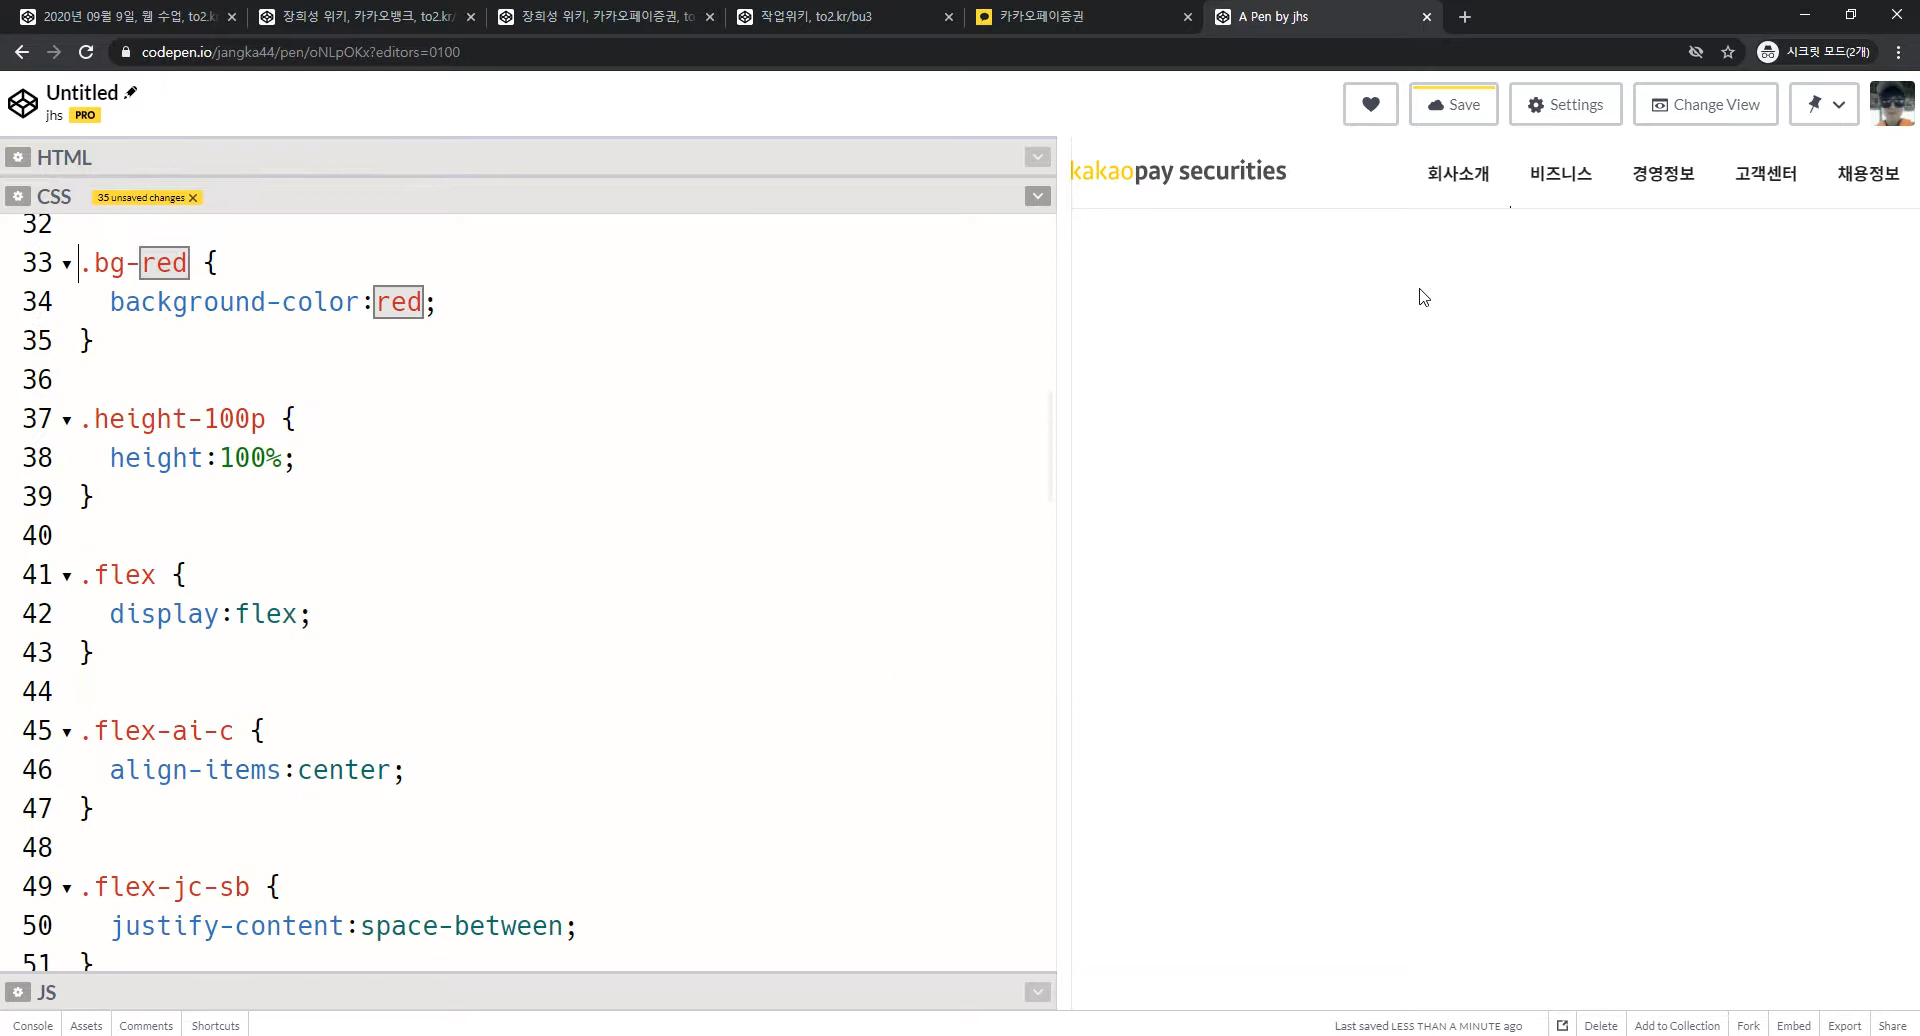 2020년 09월 9일, 웹 수업, to2.k
장희성 위키, 카카오뱅크, to2.kr/
장희성 위키, 카카오페이증권, to
작업위키, to2.kr/bu3
카카오페이증권
A Pen by jhs
codepen.io/jangka44/pen/oNLpOKx?editors=0100
시크릿 모드(2개)
Untitled
jhs PRO
Save
Settings
Change View
HTML
CSS 35 unsaved changes
kakaopay securities
회사소개 비즈니스 경영정보 고객센터 채용정보
32
33 .bg-red {
34 background-color:red;
35 }
36
37 .height-100p {
38 height:100%;
39 }
40
41 .flex {
42 display:flex;
43 }
44
45 .flex-ai-c {
46 align-items:center;
47 }
48
49 .flex-jc-sb {
50 justify-content:space-between;
51 }
JS
Console Assets Comments Shortcuts
Last saved LESS THAN A MINUTE ago
Delete Add to Collection Fork Embed Export Share